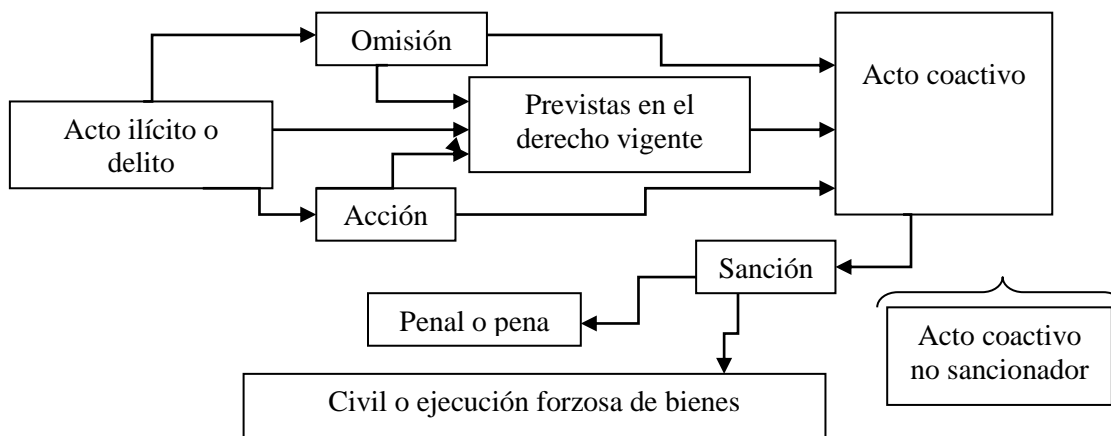 Omisión
Acto coactivo
Previstas en el
derecho vigente
Acto ilícito o
delito
Acción
Sanción
Penal o pena
Acto coactivo
no sancionador
Civil o ejecución forzosa de bienes